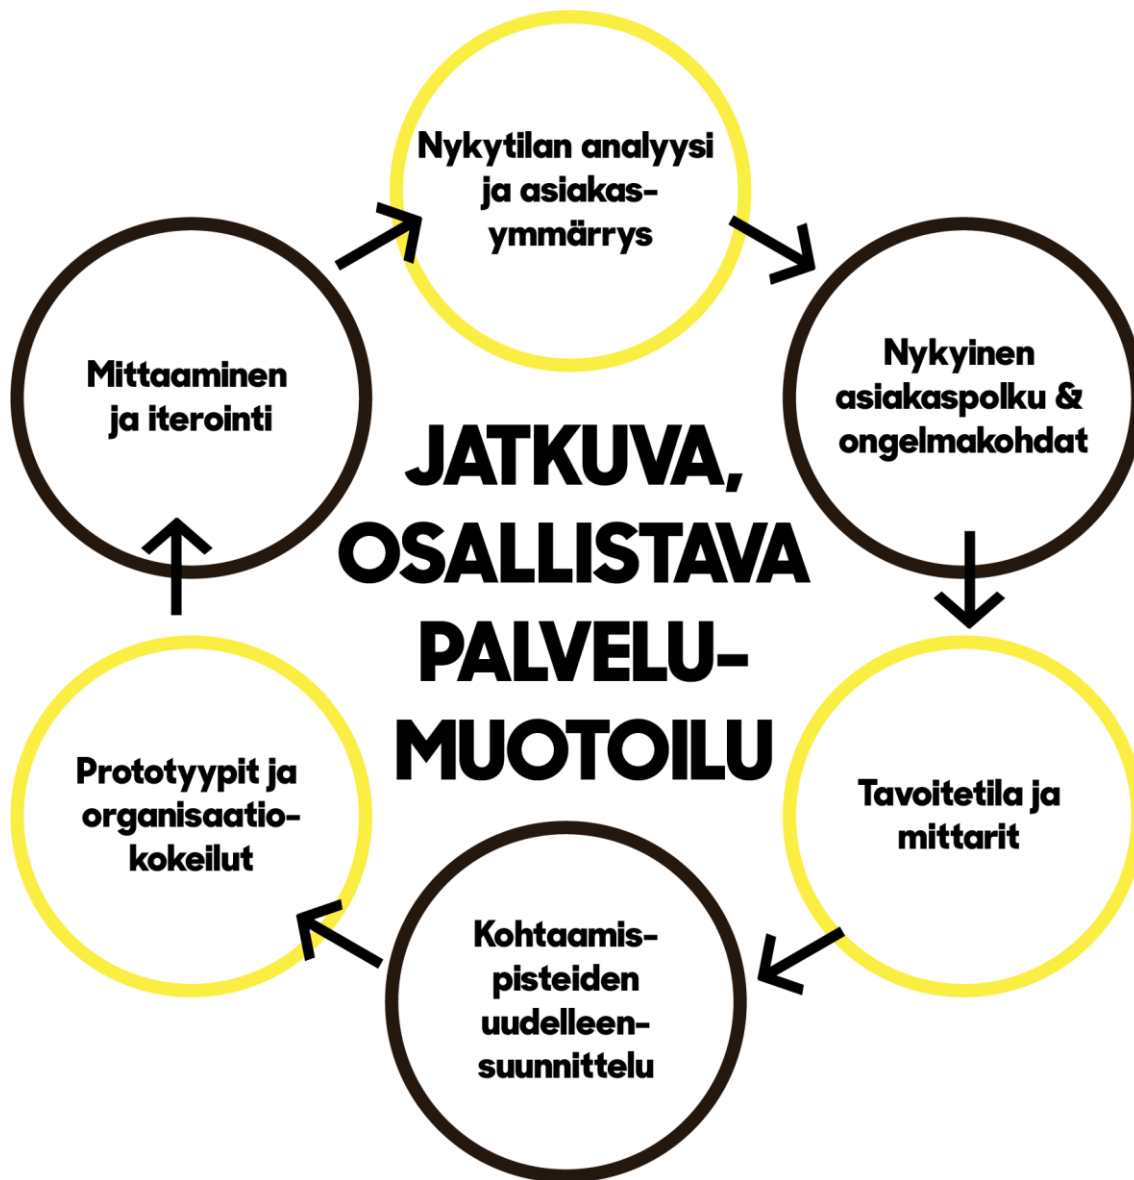 Nykytilan analyysi
ja asiakas-
ymmärrys
Nykyinen
asiakaspolku &
ongelmakohdat
Tavoitetila ja
mittarit
Kohtaamis-
pisteiden
uudelleen-
suunnittelu
Prototyypit ja
organisaatio-
kokeilut
Mittaaminen
ja iterointi
JATKUVA,
OSALLISTAVA
PALVELU-
MUOTOILU